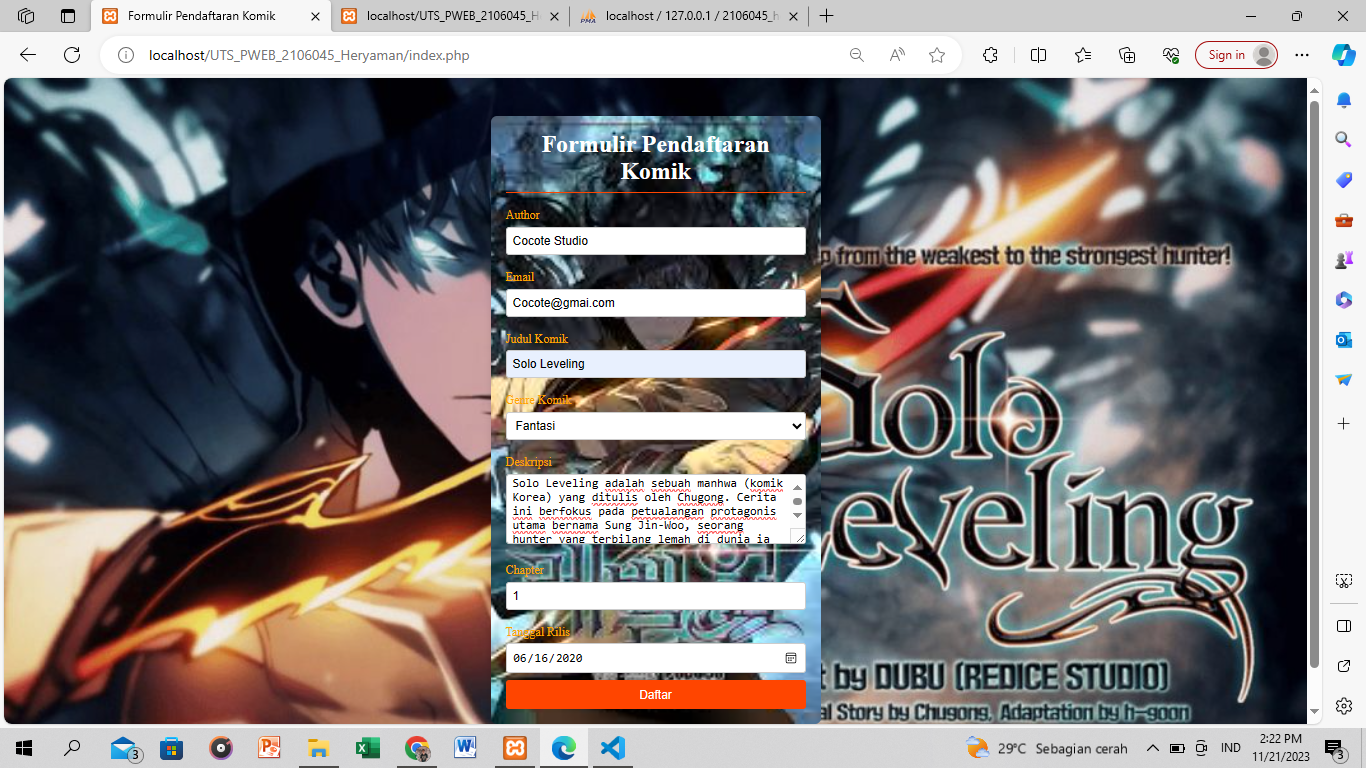 Formulir Pendaftaran Komik
localhost/UTS_PWEB_2106045_H
localhost / 127.0.0.1 / 2106045_h
PMA
localhost/UTS_PWEB_2106045_Heryaman/index.php
Sign in
Formulir Pendaftaran
Komik
Author
Cocote Studio
Email
Cocote@gmai.com
p from the weakest to the strongest hunter!
Judul Komik
Solo Leveling
Genre Komik
Fantasi
Solo
eveling
Deskripsi
Solo Leveling adalah sebuah manhwa (komik
Korea) yang ditulis oleh Chugong. Cerita
ini berfokus pada petualangan protagonis
utama bernama Sung Jin-Woo, seorang
hunter yang terbilang lemah di dunia ia
Chapter
1
Tanggal Rilis
06/16/2020
Daftar
t by DUBU (REDICE STUDIO)
al Story by Chugong, Adaptation by h-goon
3
29°C Sebagian cerah
IND
2:22 PM
11/21/2023
3